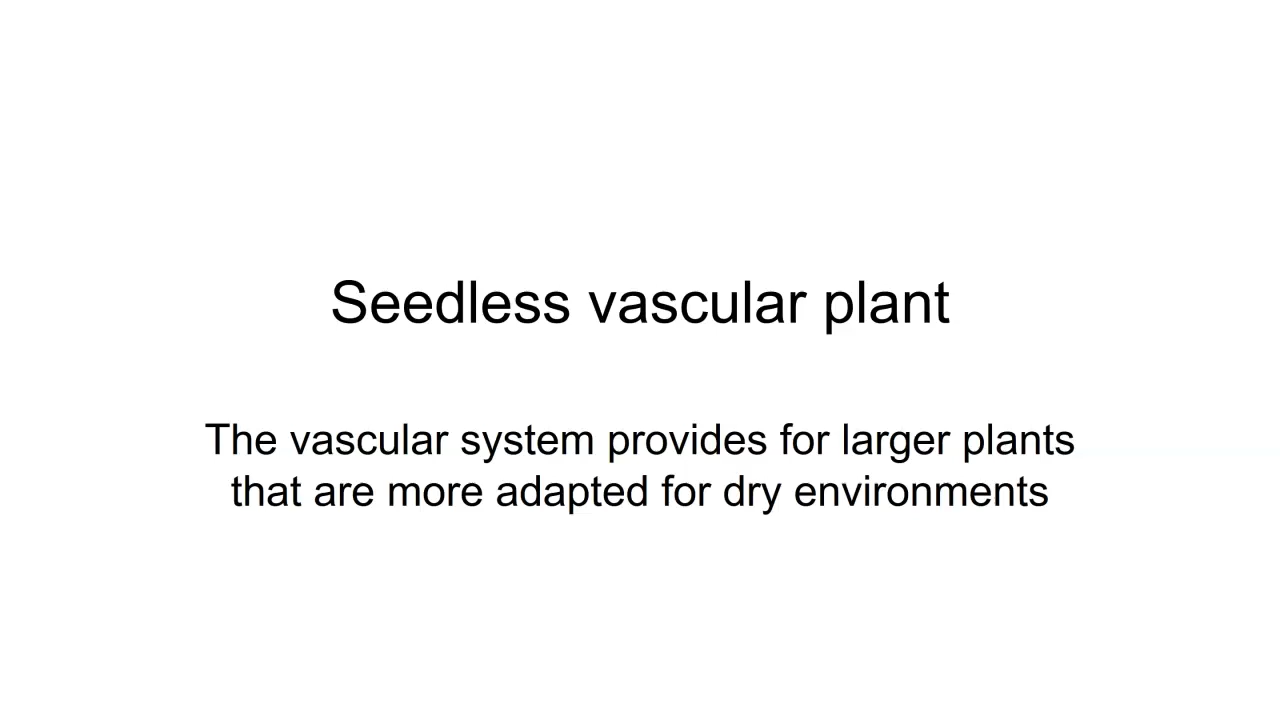 Seedless vascular plant
The vascular system provides for larger plants
that are more adapted for dry environments